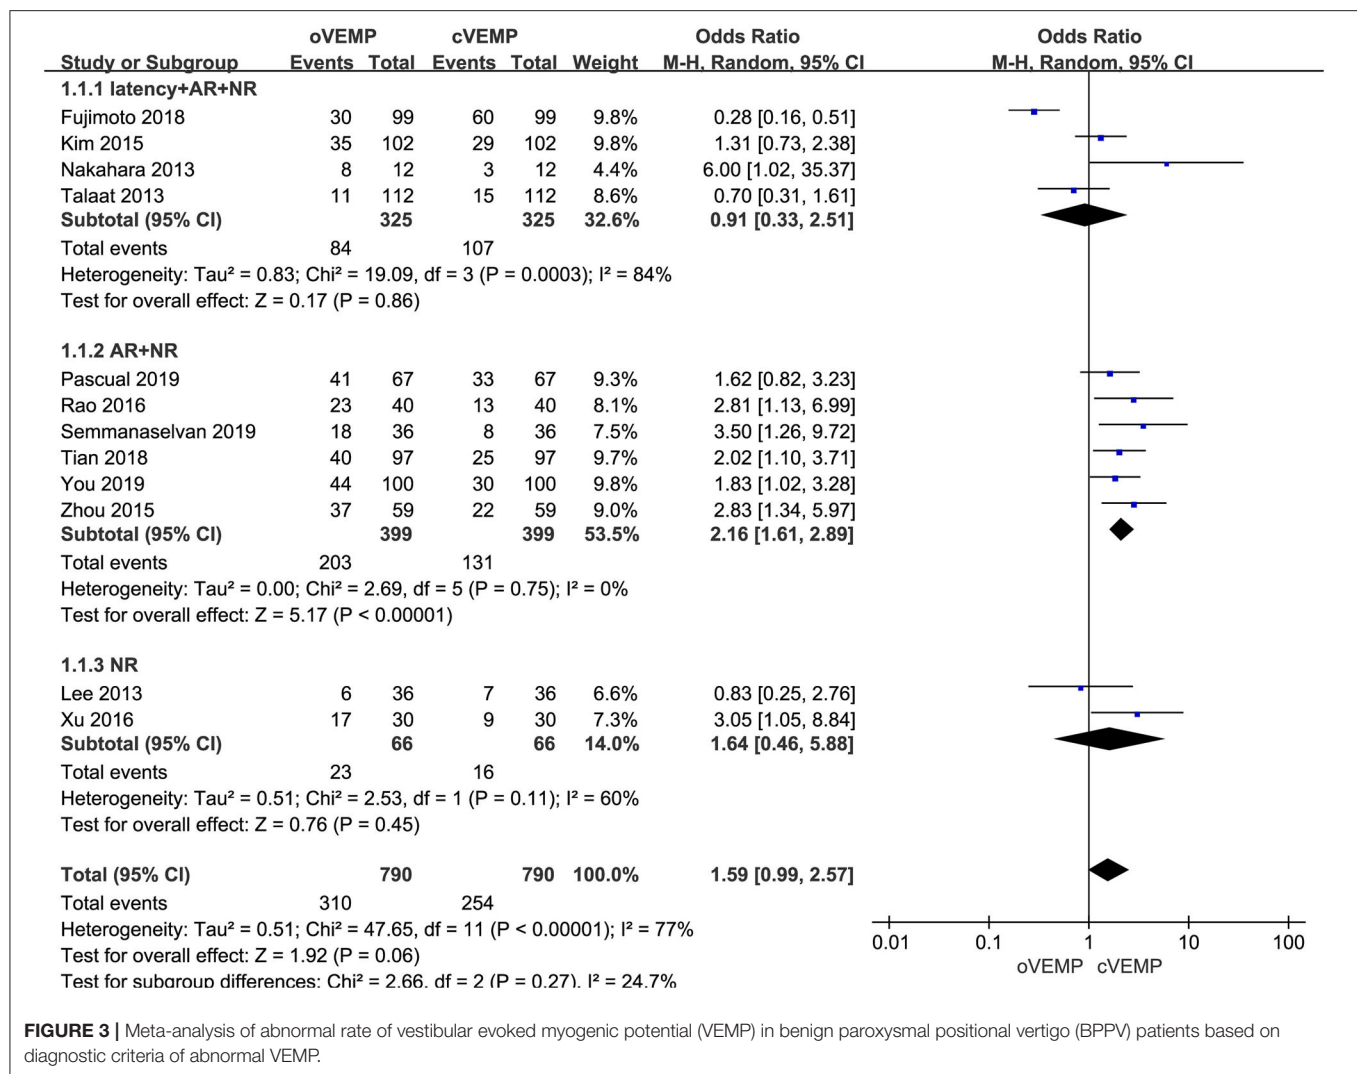 oVEMP cVEMP Odds Ratio Odds Ratio
Study or Subgroup Events Total Events Total Weight M-H, Random, 95% CI M-H, Random, 95% CI
1.1.1 latency+AR+NR
Fujimoto 2018 30 99 60 99 9.8% 0.28 [0.16, 0.51]
Kim 2015 35 102 29 102 9.8% 1.31 [0.73, 2.38]
Nakahara 2013 8 12 3 12 4.4% 6.00 [1.02, 35.37]
Talaat 2013 11 112 15 112 8.6% 0.70 [0.31, 1.61]
Subtotal (95% CI) 325 325 32.6% 0.91 [0.33, 2.51]
Total events 84 107
Heterogeneity: Tau² = 0.83; Chi² = 19.09, df = 3 (P = 0.0003); I² = 84%
Test for overall effect: Z = 0.17 (P = 0.86)
1.1.2 AR+NR
Pascual 2019 41 67 33 67 9.3% 1.62 [0.82, 3.23]
Rao 2016 23 40 13 40 8.1% 2.81 [1.13, 6.99]
Semmanaselvan 2019 18 36 8 36 7.5% 3.50 [1.26, 9.72]
Tian 2018 40 97 25 97 9.7% 2.02 [1.10, 3.71]
You 2019 44 100 30 100 9.8% 1.83 [1.02, 3.28]
Zhou 2015 37 59 22 59 9.0% 2.83 [1.34, 5.97]
Subtotal (95% CI) 399 399 53.5% 2.16 [1.61, 2.89]
Total events 203 131
Heterogeneity: Tau² = 0.00; Chi² = 2.69, df = 5 (P = 0.75); I² = 0%
Test for overall effect: Z = 5.17 (P < 0.00001)
1.1.3 NR
Lee 2013 6 36 7 36 6.6% 0.83 [0.25, 2.76]
Xu 2016 17 30 9 30 7.3% 3.05 [1.05, 8.84]
Subtotal (95% CI) 66 66 14.0% 1.64 [0.46, 5.88]
Total events 23 16
Heterogeneity: Tau² = 0.51; Chi² = 2.53, df = 1 (P = 0.11); I² = 60%
Test for overall effect: Z = 0.76 (P = 0.45)
Total (95% CI) 790 790 100.0% 1.59 [0.99, 2.57]
Total events 310 254
Heterogeneity: Tau² = 0.51; Chi² = 47.65, df = 11 (P < 0.00001); I² = 77%
Test for overall effect: Z = 1.92 (P = 0.06)
Test for subgroup differences: Chi² = 2.66, df = 2 (P = 0.27), I² = 24.7%
0.01 0.1 1 10 100
oVEMP cVEMP
FIGURE 3 | Meta-analysis of abnormal rate of vestibular evoked myogenic potential (VEMP) in benign paroxysmal positional vertigo (BPPV) patients based on
diagnostic criteria of abnormal VEMP.